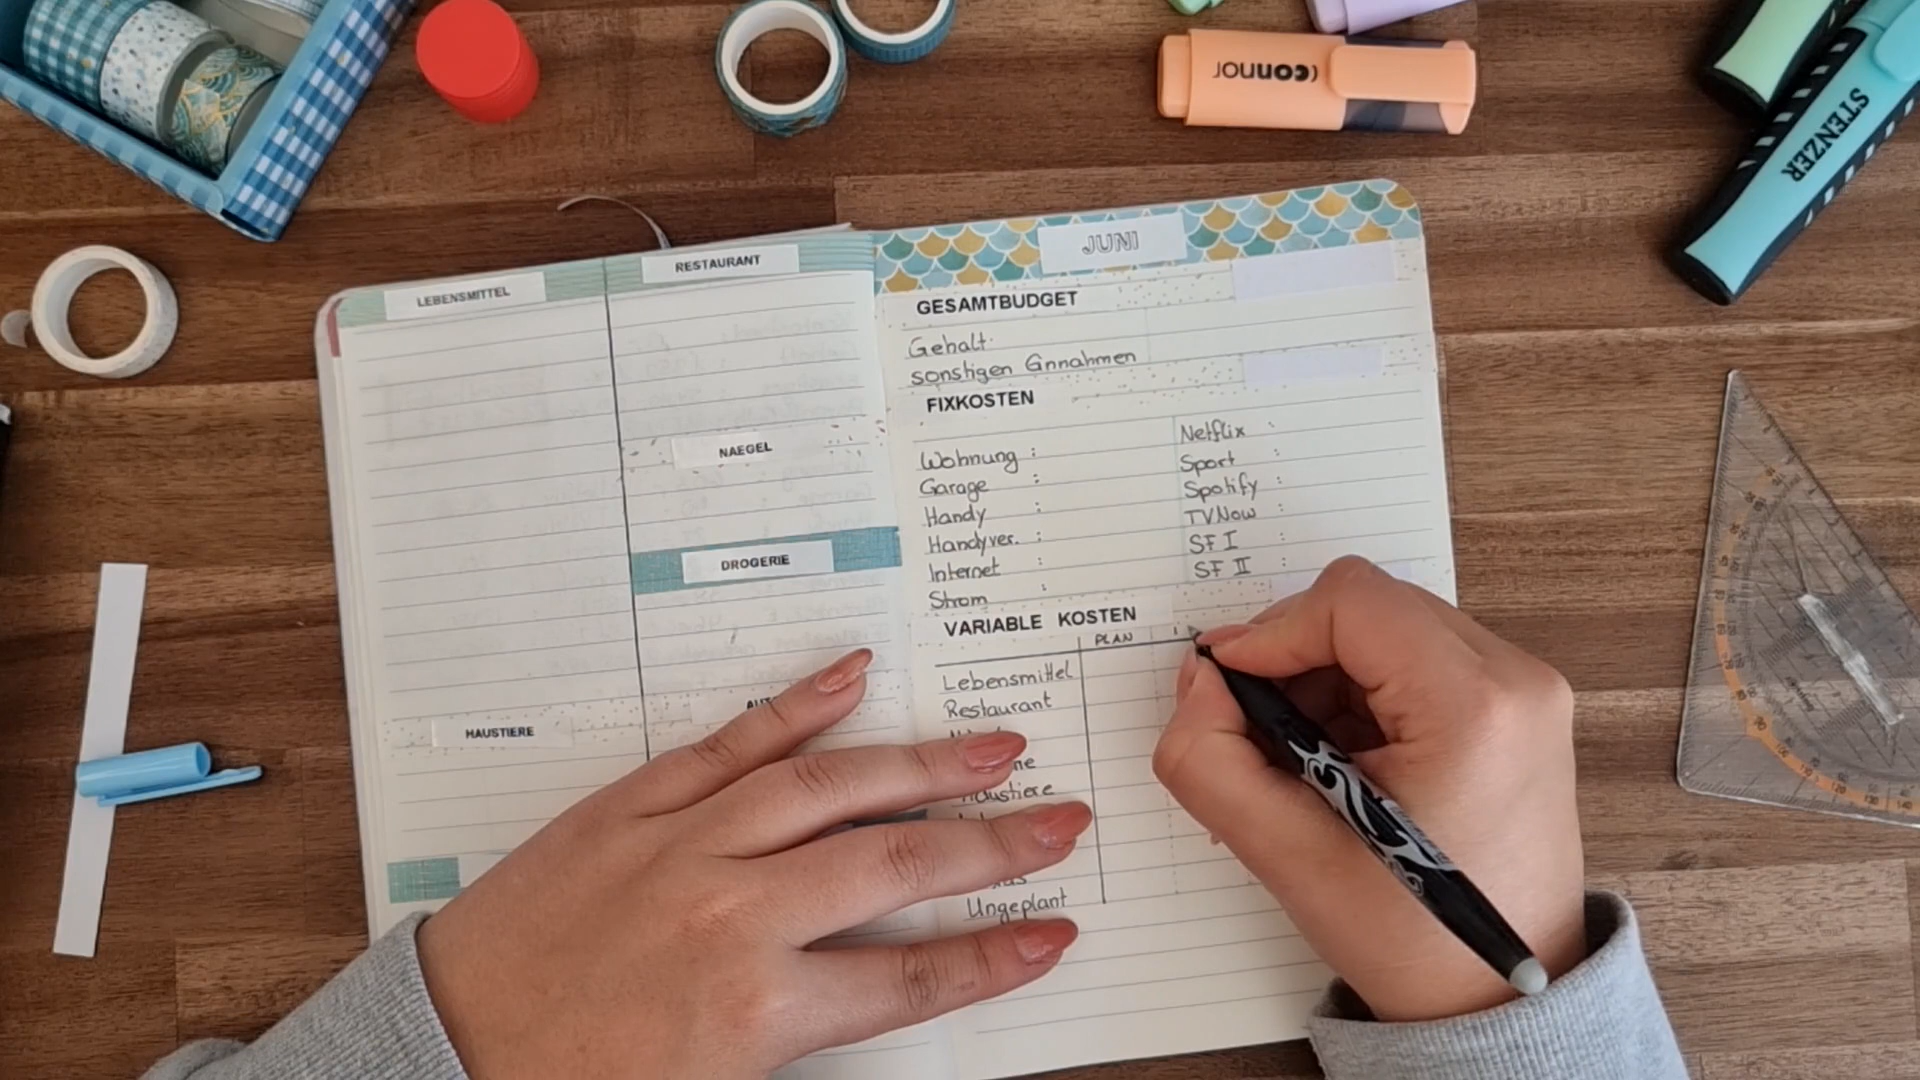 connor
STENZER
LEBENSMITTEL
RESTAURANT
NAEGEL
DROGERIE
HAUSTIERE
JUNI
GESAMTBUDGET
Gehalt
sonstigen Einnahmen
FIXKOSTEN
Wohnung :
Garage :
Handy :
Handyver. :
Internet :
Strom :
Netflix :
Sport :
Spotify :
TVNow :
SF I :
SF II :
VARIABLE KOSTEN
PLAN
Lebensmittel
Restaurant
Haustiere
Ungeplant